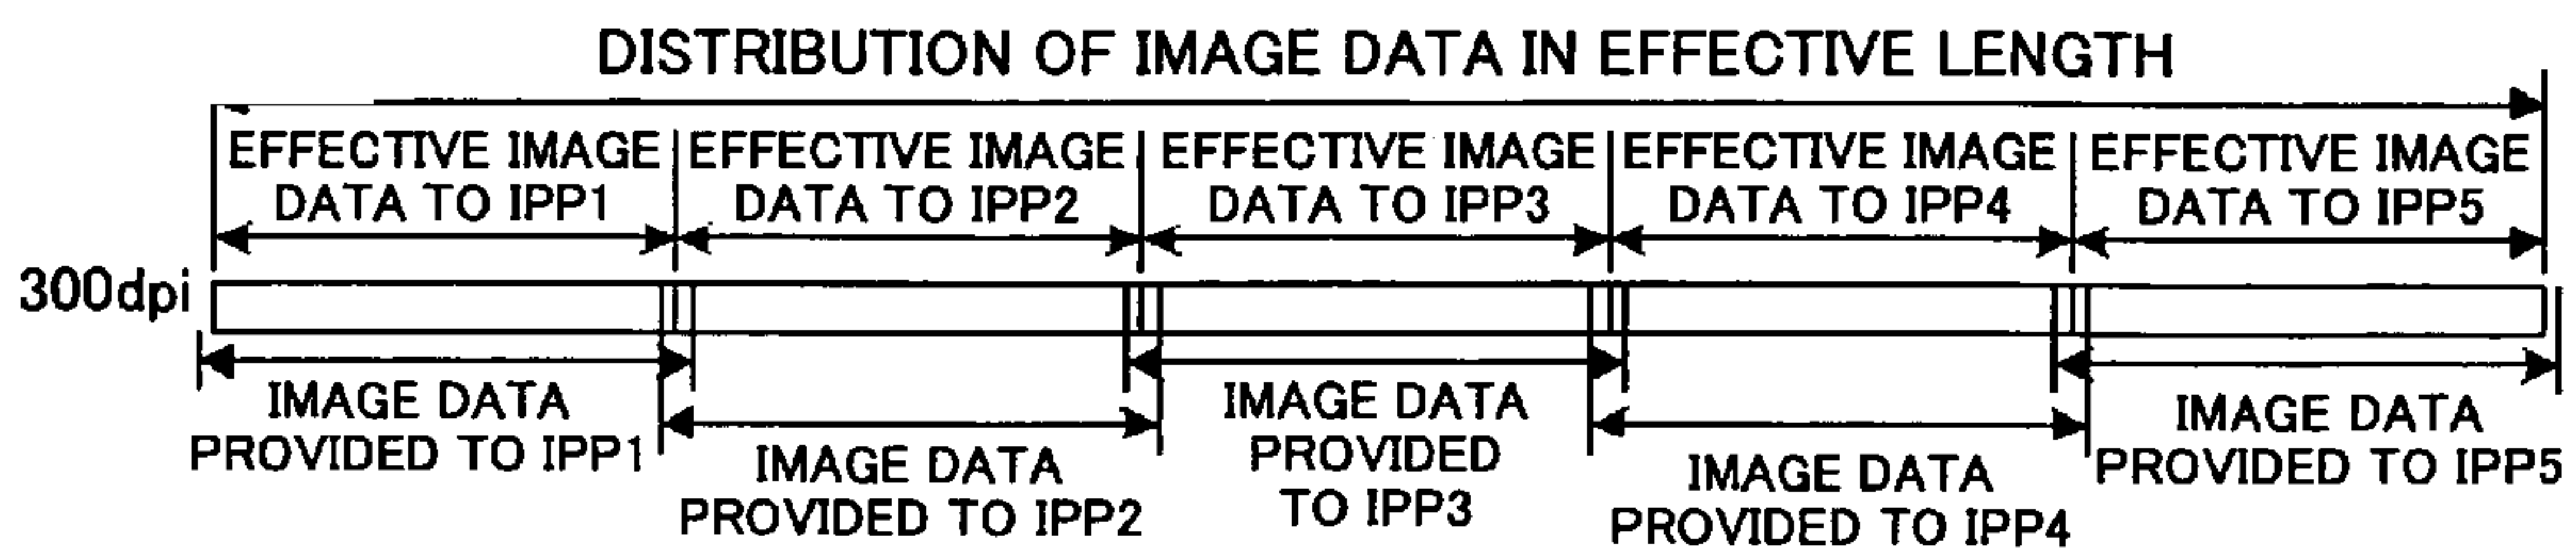 DISTRIBUTION OF IMAGE DATA IN EFFECTIVE LENGTH
EFFECTIVE IMAGE
DATA TO IPP1
EFFECTIVE IMAGE
DATA TO IPP2
EFFECTIVE IMAGE
DATA TO IPP3
EFFECTIVE IMAGE
DATA TO IPP4
EFFECTIVE IMAGE
DATA TO IPP5
300dpi
IMAGE DATA
PROVIDED TO IPP1
IMAGE DATA
PROVIDED TO IPP2
IMAGE DATA
PROVIDED
TO IPP3
IMAGE DATA
PROVIDED TO IPP4
IMAGE DATA
PROVIDED TO IPP5